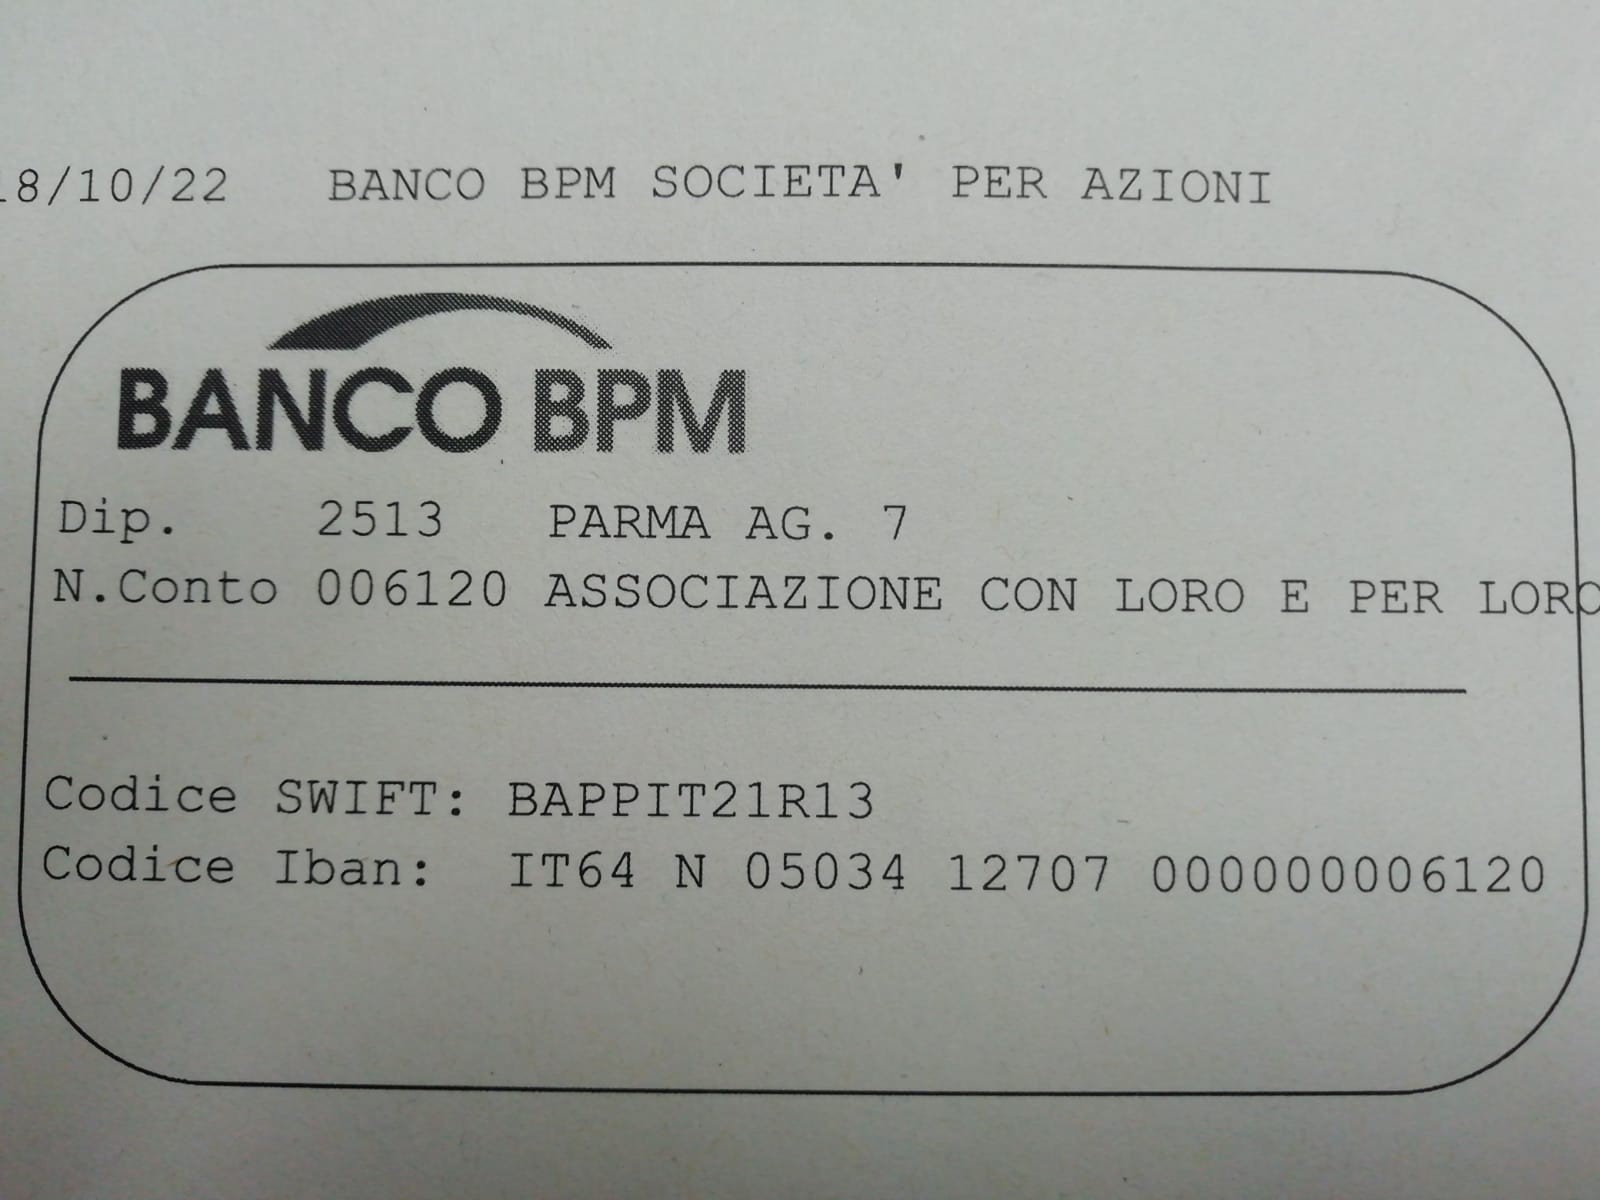 18/10/22 BANCO BPM SOCIETA' PER AZIONI
BANCO BPM
Dip. 2513 PARMA AG. 7
N.Conto 006120 ASSOCIAZIONE CON LORO E PER LORO
Codice SWIFT: BAPPIT21R13
Codice Iban: IT64 N 05034 12707 000000006120